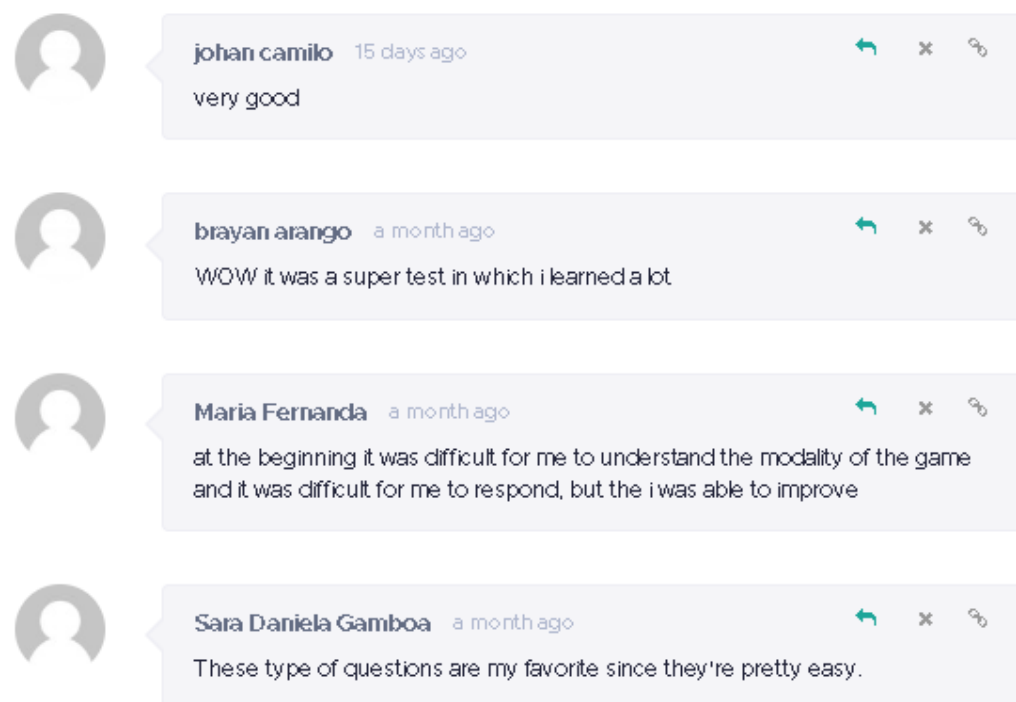 johan camilo 15 days ago
very good
brayan arango a month ago
WOW it was a super test in which i learned a lot
Maria Fernanda a month ago
at the beginning it was difficult for me to understand the modality of the game
and it was difficult for me to respond, but the i was able to improve
Sara Daniela Gamboa a month ago
These type of questions are my favorite since they're pretty easy.